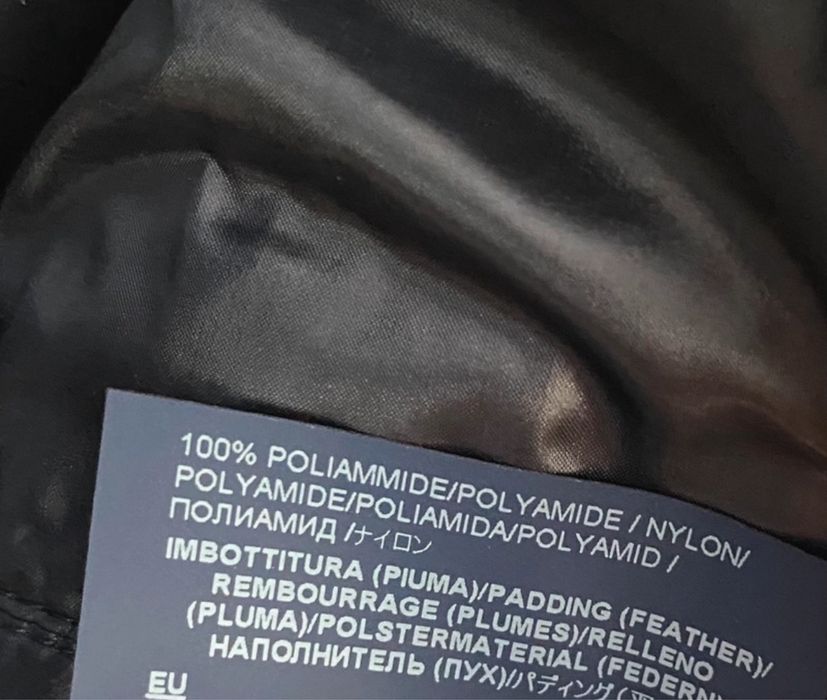 100% POLIAMMIDE/POLYAMIDE / NYLON/
POLYAMIDE/POLIAMIDA/POLYAMID /
ПОЛИАМИД /ナイロン
IMBOTTITURA (PIUMA)/PADDING (FEATHER)/
REMBOURRAGE (PLUMES)/RELLENO
(PLUMA)/POLSTERMATERIAL (FEDERN
НАПОЛНИТЕЛЬ (ПУХ)/パディング
EU